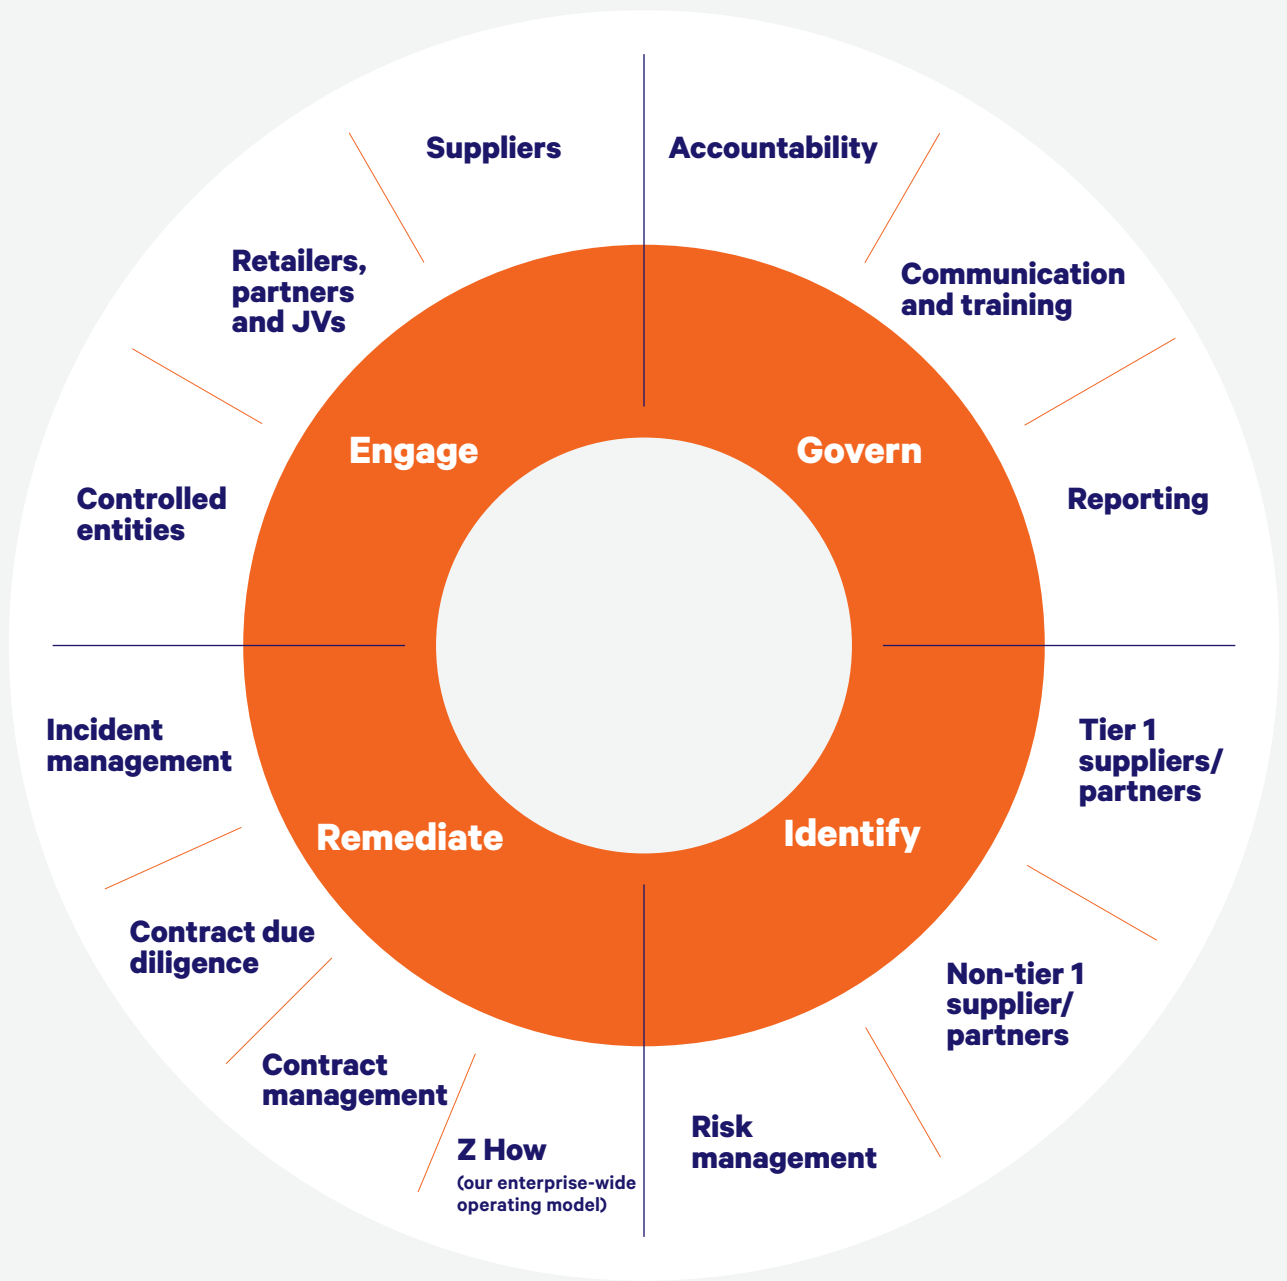 Suppliers
Accountability
Retailers,
partners
and JVs
Communication
and training
Engage
Govern
Controlled
entities
Reporting
Incident
management
Tier 1
suppliers/
partners
Remediate
Identify
Contract due
diligence
Non-tier 1
supplier/
partners
Contract
management
Risk
management
Z How
(our enterprise-wide
operating model)